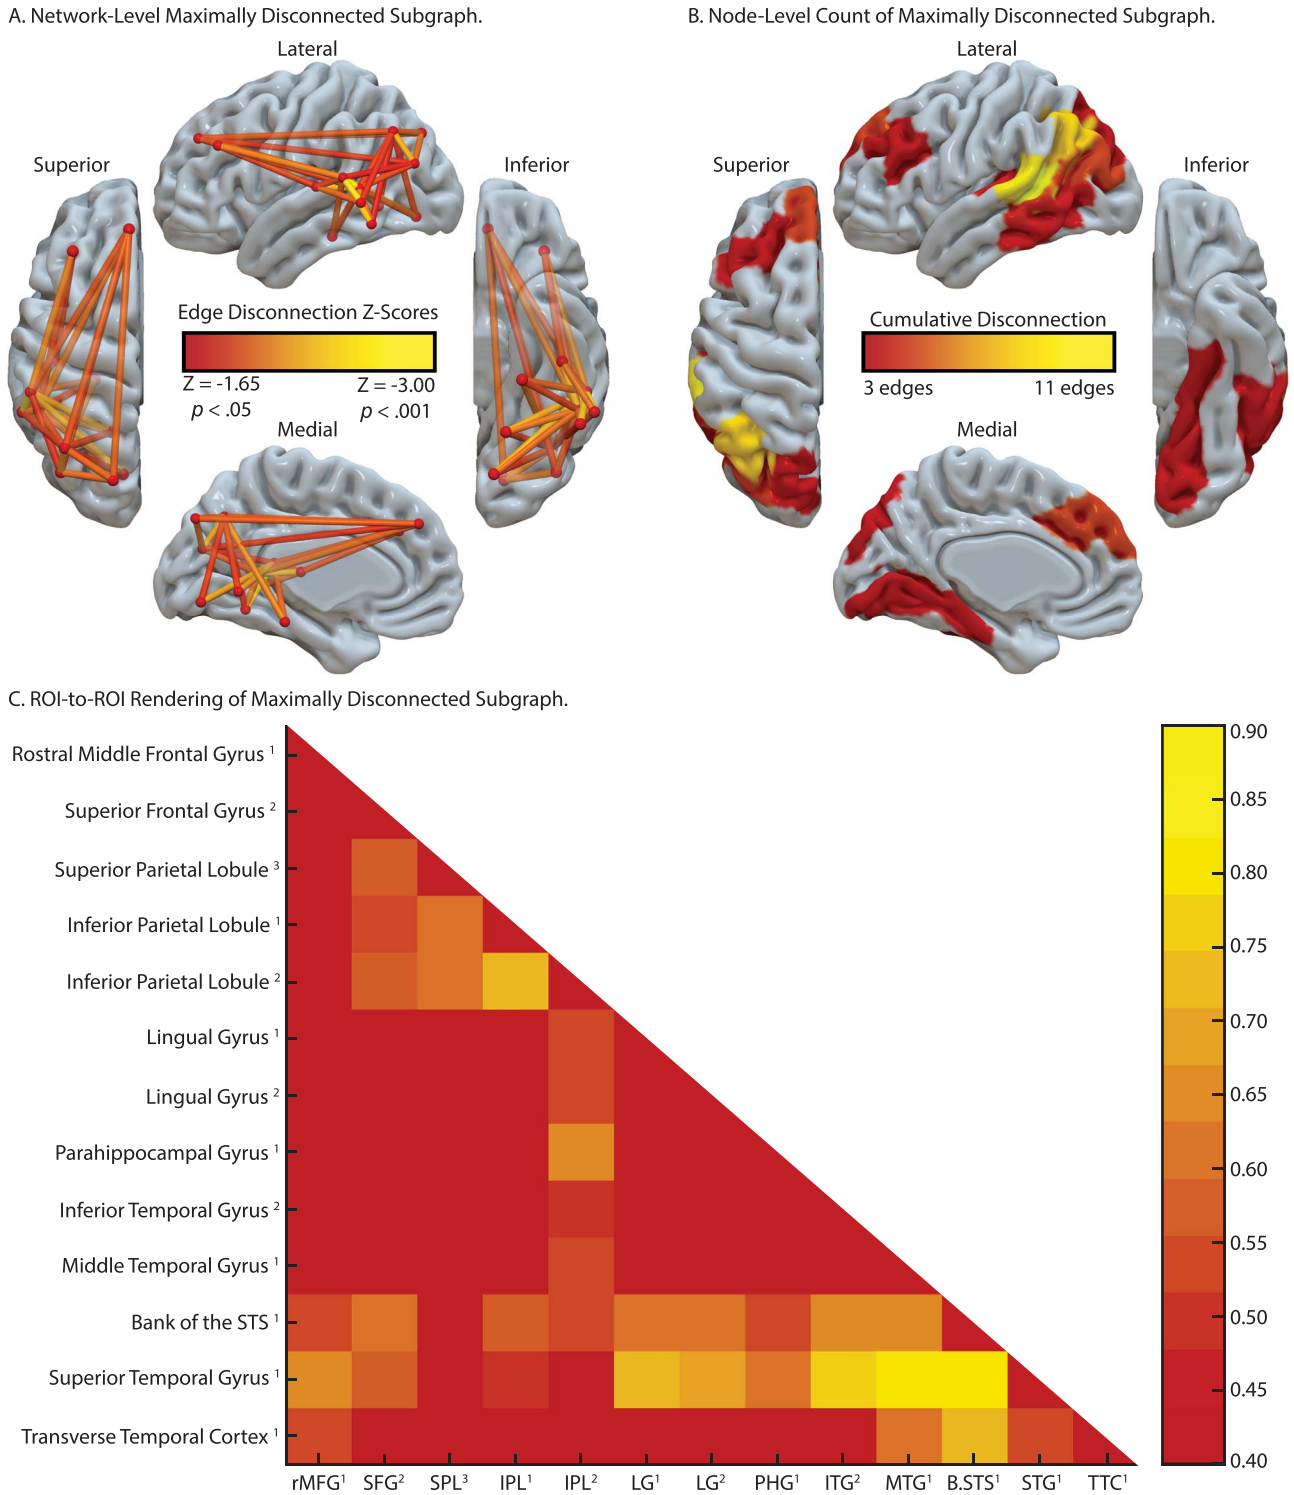 A. Network-Level Maximally Disconnected Subgraph.
B. Node-Level Count of Maximally Disconnected Subgraph.
Lateral
Lateral
Superior
Inferior
Superior
Inferior
Edge Disconnection Z-Scores
Z = -1.65
Z = -3.00
p < .05
p < .001
Cumulative Disconnection
3 edges
11 edges
Medial
Medial
C. ROI-to-ROI Rendering of Maximally Disconnected Subgraph.
Rostral Middle Frontal Gyrus ¹
Superior Frontal Gyrus ²
Superior Parietal Lobule ³
Inferior Parietal Lobule ¹
Inferior Parietal Lobule ²
Lingual Gyrus ¹
Lingual Gyrus ²
Parahippocampal Gyrus ¹
Inferior Temporal Gyrus ²
Middle Temporal Gyrus ¹
Bank of the STS ¹
Superior Temporal Gyrus ¹
Transverse Temporal Cortex ¹
rMFG¹ SFG² SPL³ IPL¹ IPL² LG¹ LG² PHG¹ ITG² MTG¹ B.STS¹ STG¹ TTC¹
0.90
0.85
0.80
0.75
0.70
0.65
0.60
0.55
0.50
0.45
0.40